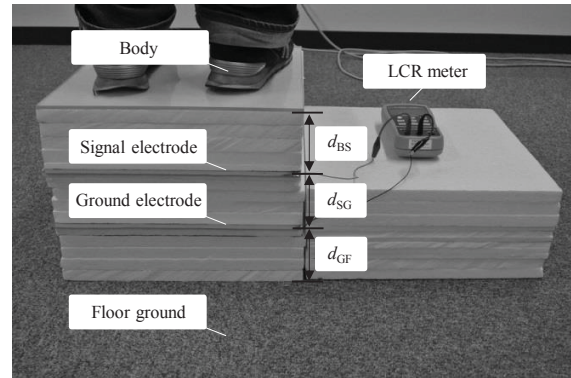 Body
LCR meter
Signal electrode
d_BS
Ground electrode
d_SG
d_GF
Floor ground